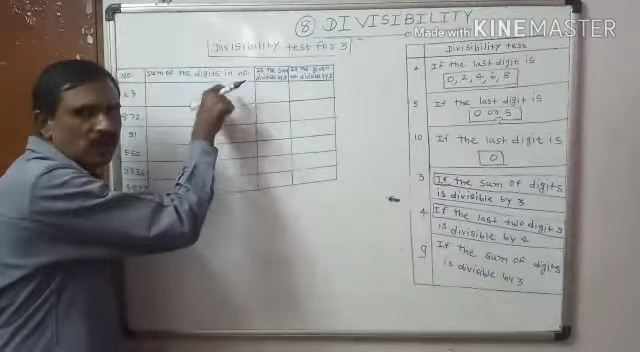 ⑧ DIVISIBILITY
Made with KINEMASTER
Divisibility test for 3
NO. Sum of the digits in no. Is the sum divisible by 3 Is the given divisible by 3
63
872
91
552
Divisibility test
2 If the last digit is
0, 2, 4, 6, 8
5 If the last digit is
0 or 5
10 If the last digit is
0
3 If the sum of digits
is divisible by 3
4 If the last two digits
is divisible by 4
9 If the sum of digits
is divisible by 3